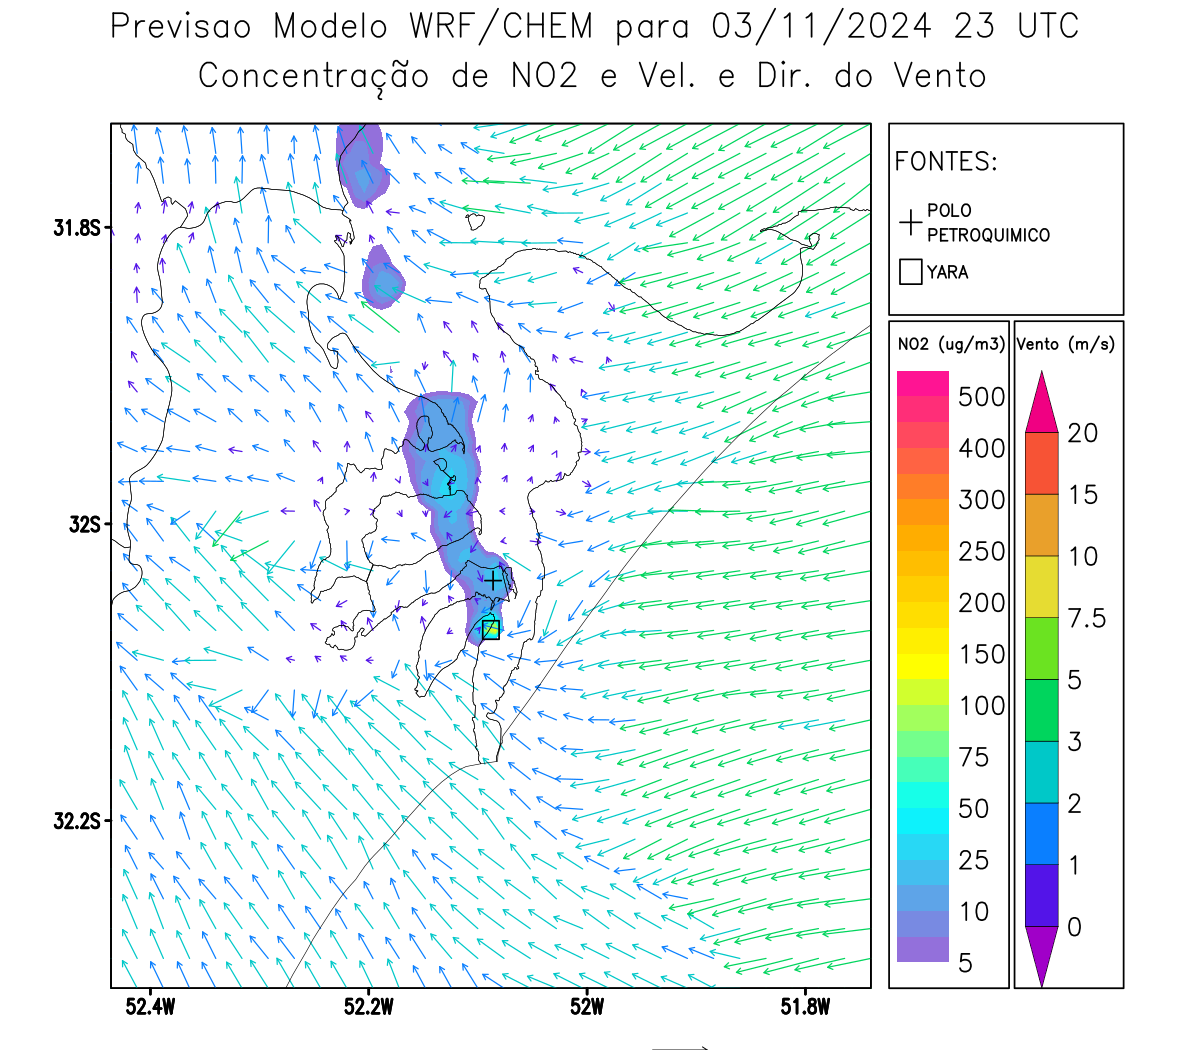 Previsao Modelo WRF/CHEM para 03/11/2024 23 UTC
Concentração de NO2 e Vel. e Dir. do Vento
FONTES:
POLO
PETROQUIMICO
YARA
NO2 (ug/m3)
500
400
300
250
200
150
100
75
50
25
10
5
Vento (m/s)
20
15
10
7.5
5
3
2
1
0
31.8S
32S
32.2S
52.4W
52.2W
52W
51.8W